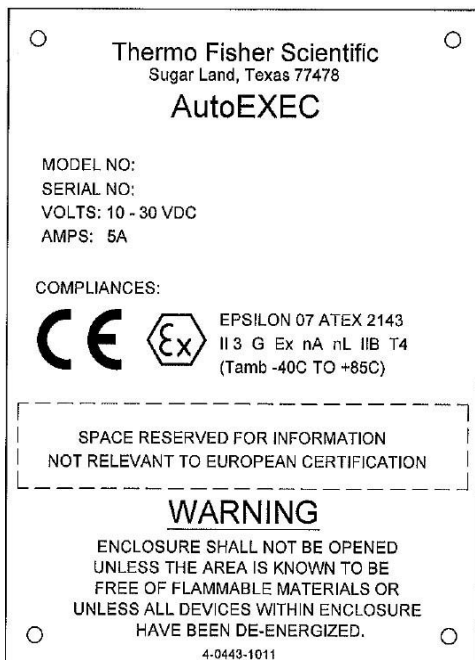 Thermo Fisher Scientific
Sugar Land, Texas 77478
AutoEXEC
MODEL NO:
SERIAL NO:
VOLTS: 10 - 30 VDC
AMPS: 5A
COMPLIANCES:
CE Ex EPSILON 07 ATEX 2143
II 3 G Ex nA nL IIB T4
(Tamb -40C TO +85C)
SPACE RESERVED FOR INFORMATION
NOT RELEVANT TO EUROPEAN CERTIFICATION
WARNING
ENCLOSURE SHALL NOT BE OPENED
UNLESS THE AREA IS KNOWN TO BE
FREE OF FLAMMABLE MATERIALS OR
UNLESS ALL DEVICES WITHIN ENCLOSURE
HAVE BEEN DE-ENERGIZED.
4-0443-1011